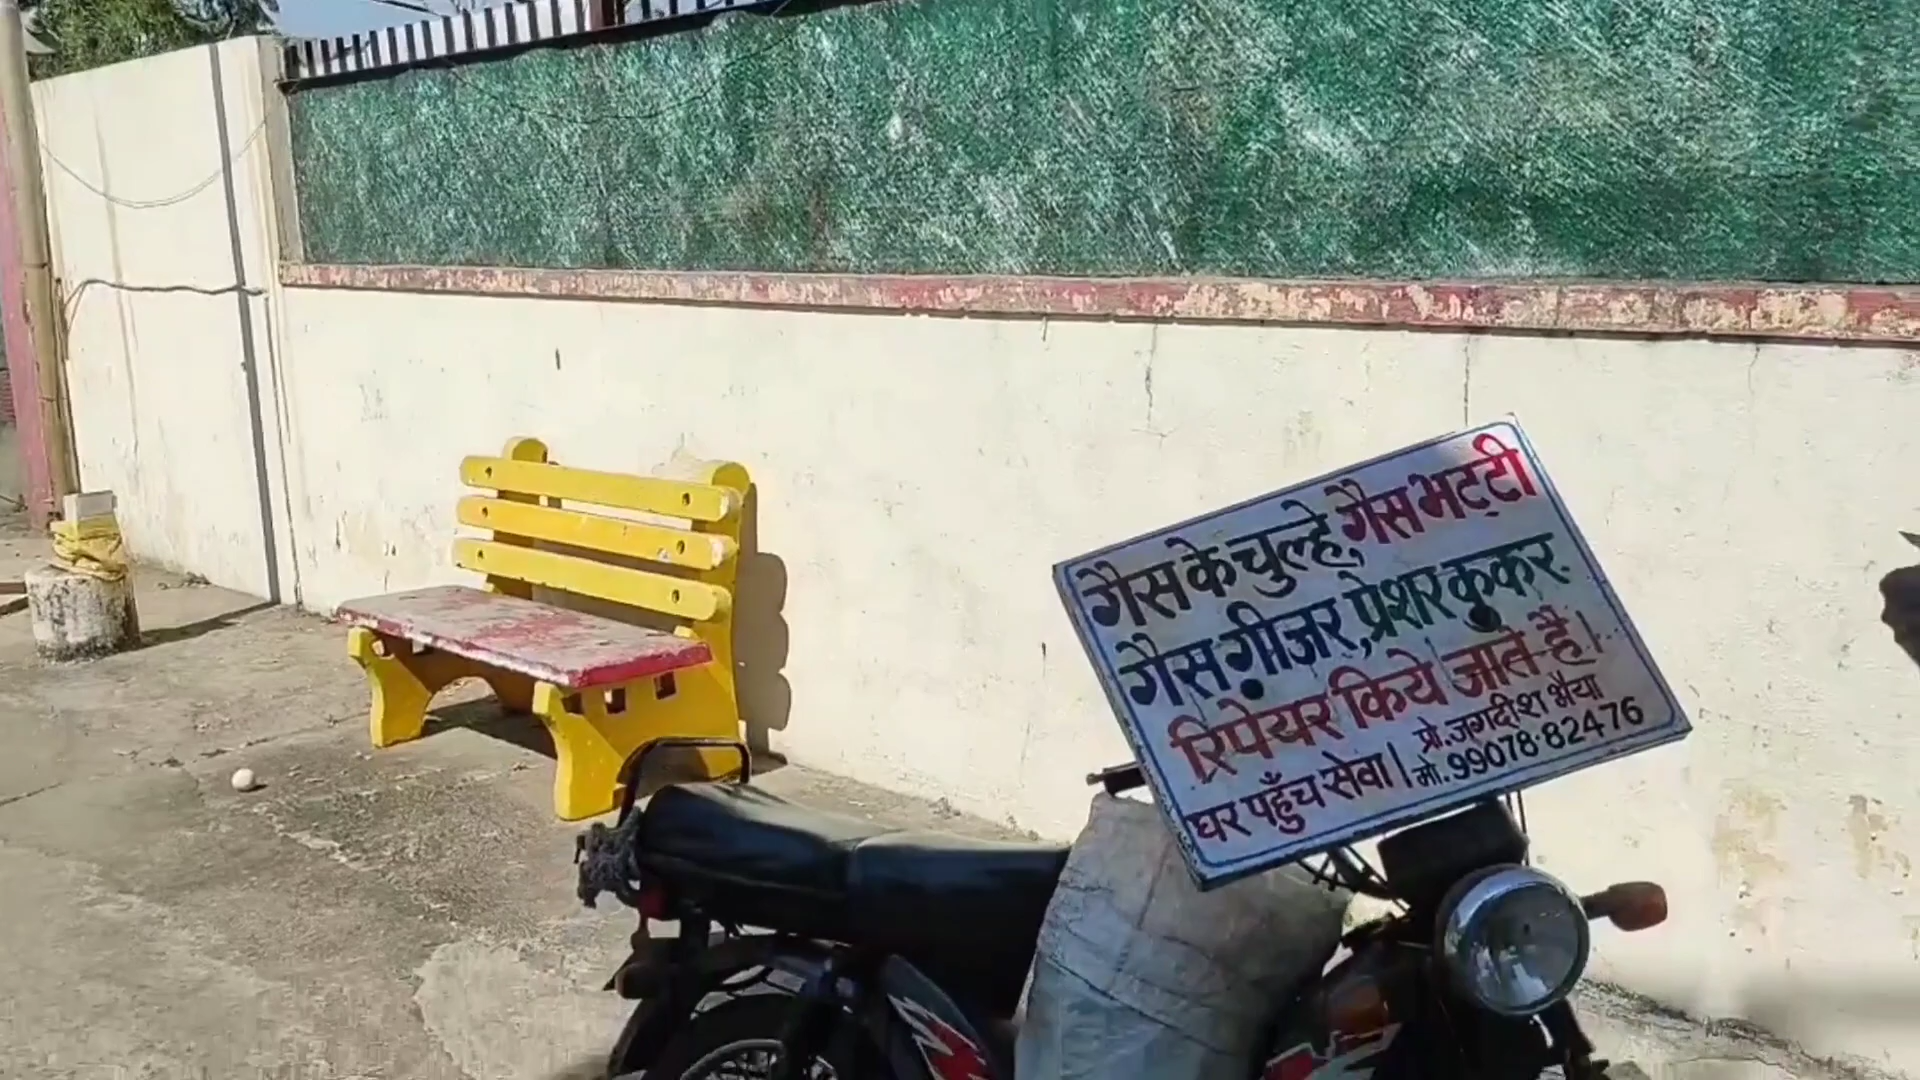 गैस के चुल्हे, गैस भट्टी
गैस गीजर, प्रेशर कुकर
रिपेयर किये जाते है।
घर पहुँच सेवा। प्रो. जगदीश भैया
मो. 99078-82476